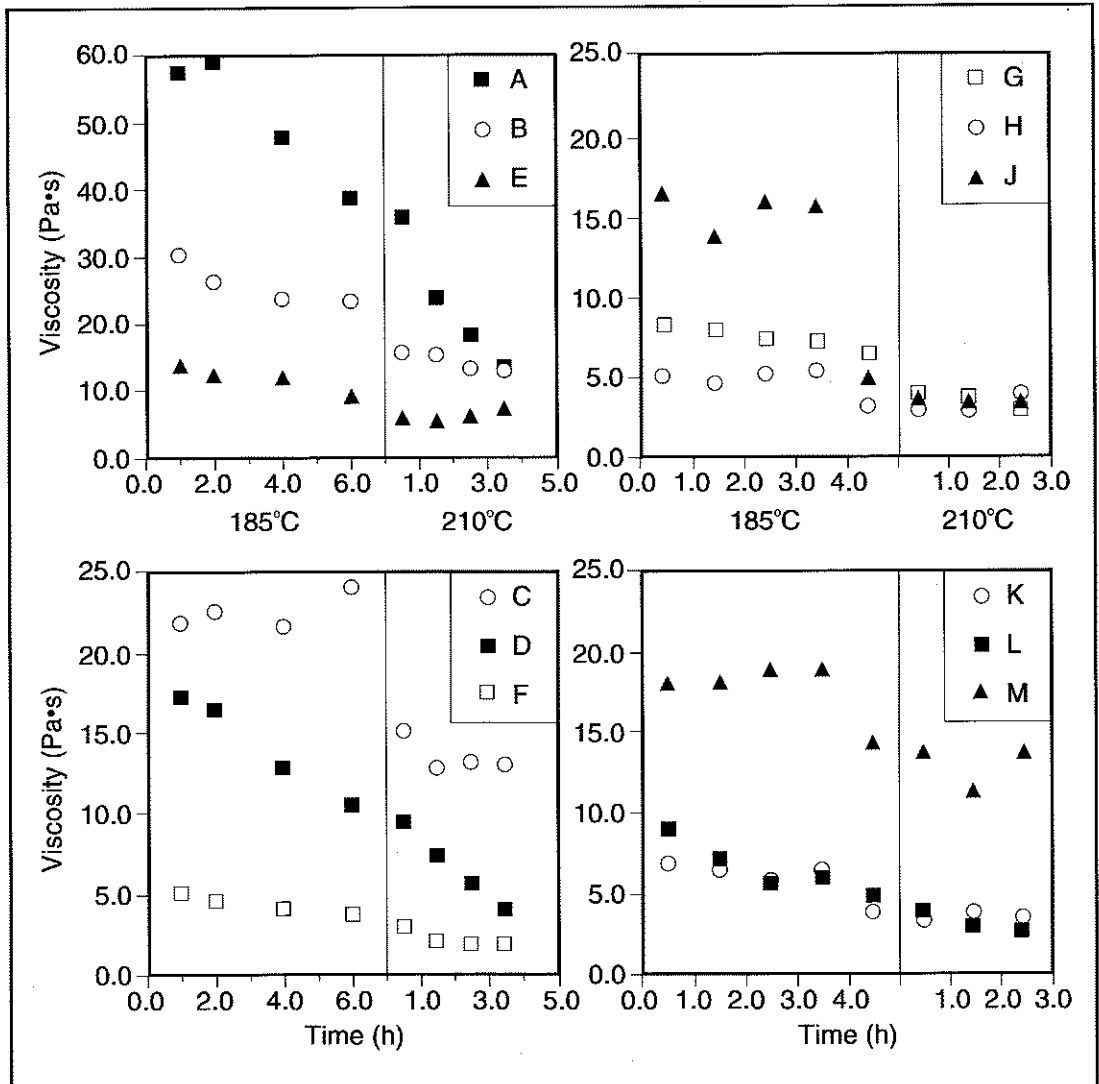 Viscosity (Pa•s)
60.0
50.0
40.0
30.0
20.0
10.0
0.0
A
B
E
0.0 2.0 4.0 6.0 1.0 3.0 5.0
185°C 210°C
25.0
20.0
15.0
10.0
5.0
0.0
G
H
J
0.0 1.0 2.0 3.0 4.0 1.0 2.0 3.0
185°C 210°C
Viscosity (Pa•s)
25.0
20.0
15.0
10.0
5.0
0.0
C
D
F
0.0 2.0 4.0 6.0 1.0 3.0 5.0
Time (h)
25.0
20.0
15.0
10.0
5.0
0.0
K
L
M
0.0 1.0 2.0 3.0 4.0 1.0 2.0 3.0
Time (h)